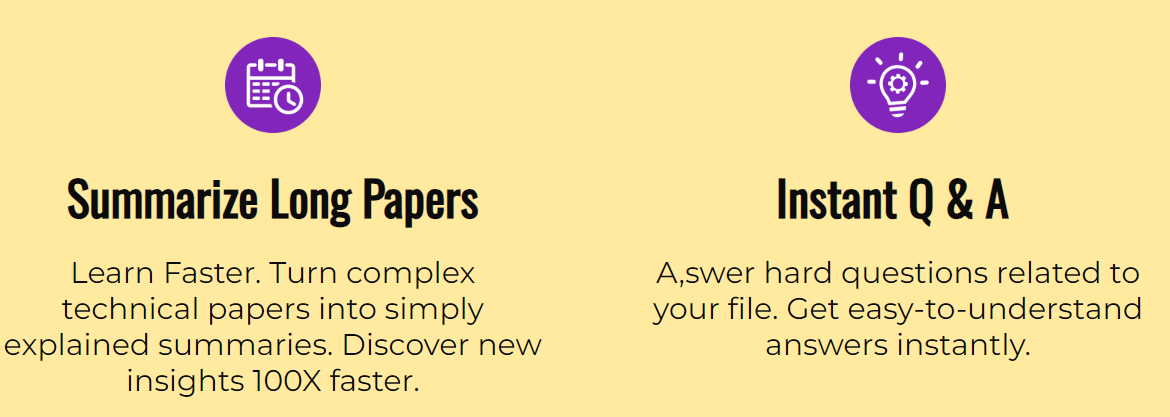 Summarize Long Papers
Learn Faster. Turn complex
technical papers into simply
explained summaries. Discover new
insights 100X faster.
Instant Q & A
A,swer hard questions related to
your file. Get easy-to-understand
answers instantly.